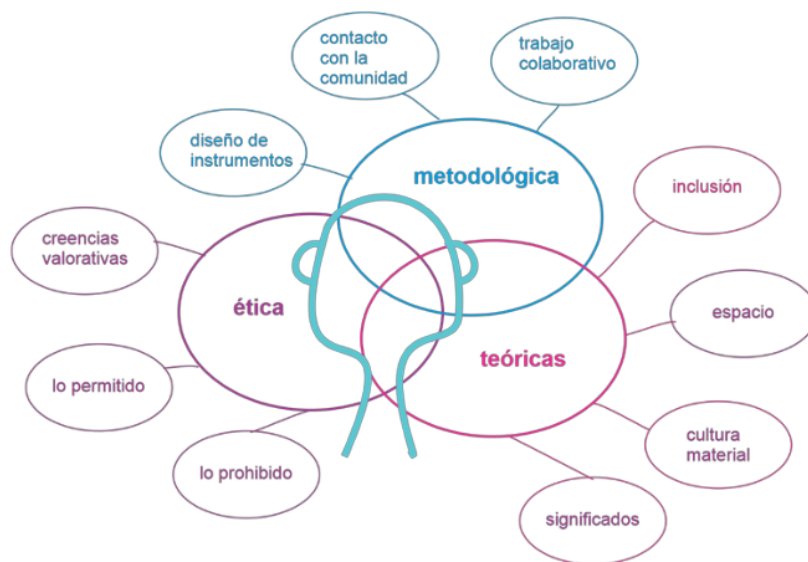 contacto
con la
comunidad
trabajo
colaborativo
diseño de
instrumentos
metodológica
inclusión
creencias
valorativas
ética
espacio
teóricas
lo permitido
cultura
material
lo prohibido
significados